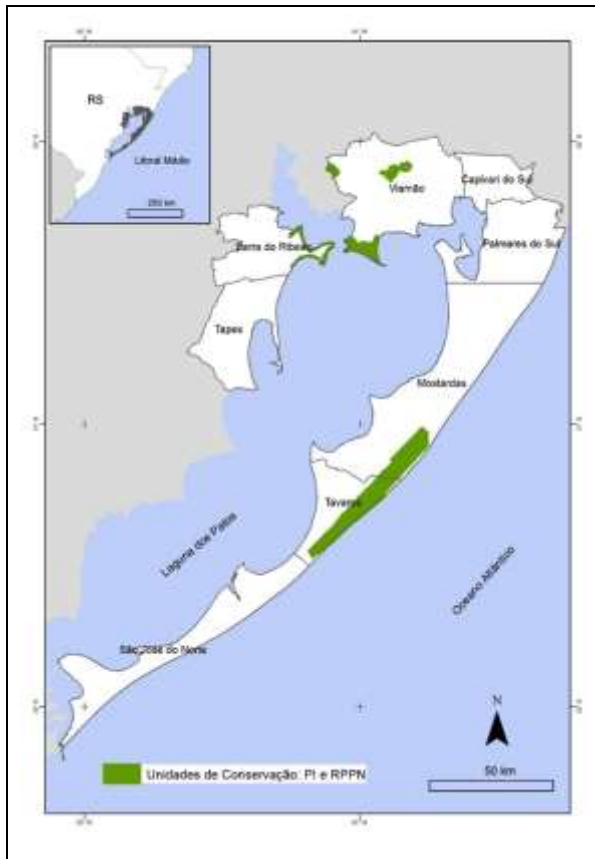 RS
Litoral Médio
250 km
Viamão
Capivari do Sul
Barra do Ribeiro
Palmares do Sul
Tapes
Mostardas
Tavares
Laguna dos Patos
Oceano Atlântico
São José do Norte
N
Unidades de Conservação: PI e RPPN
50 km